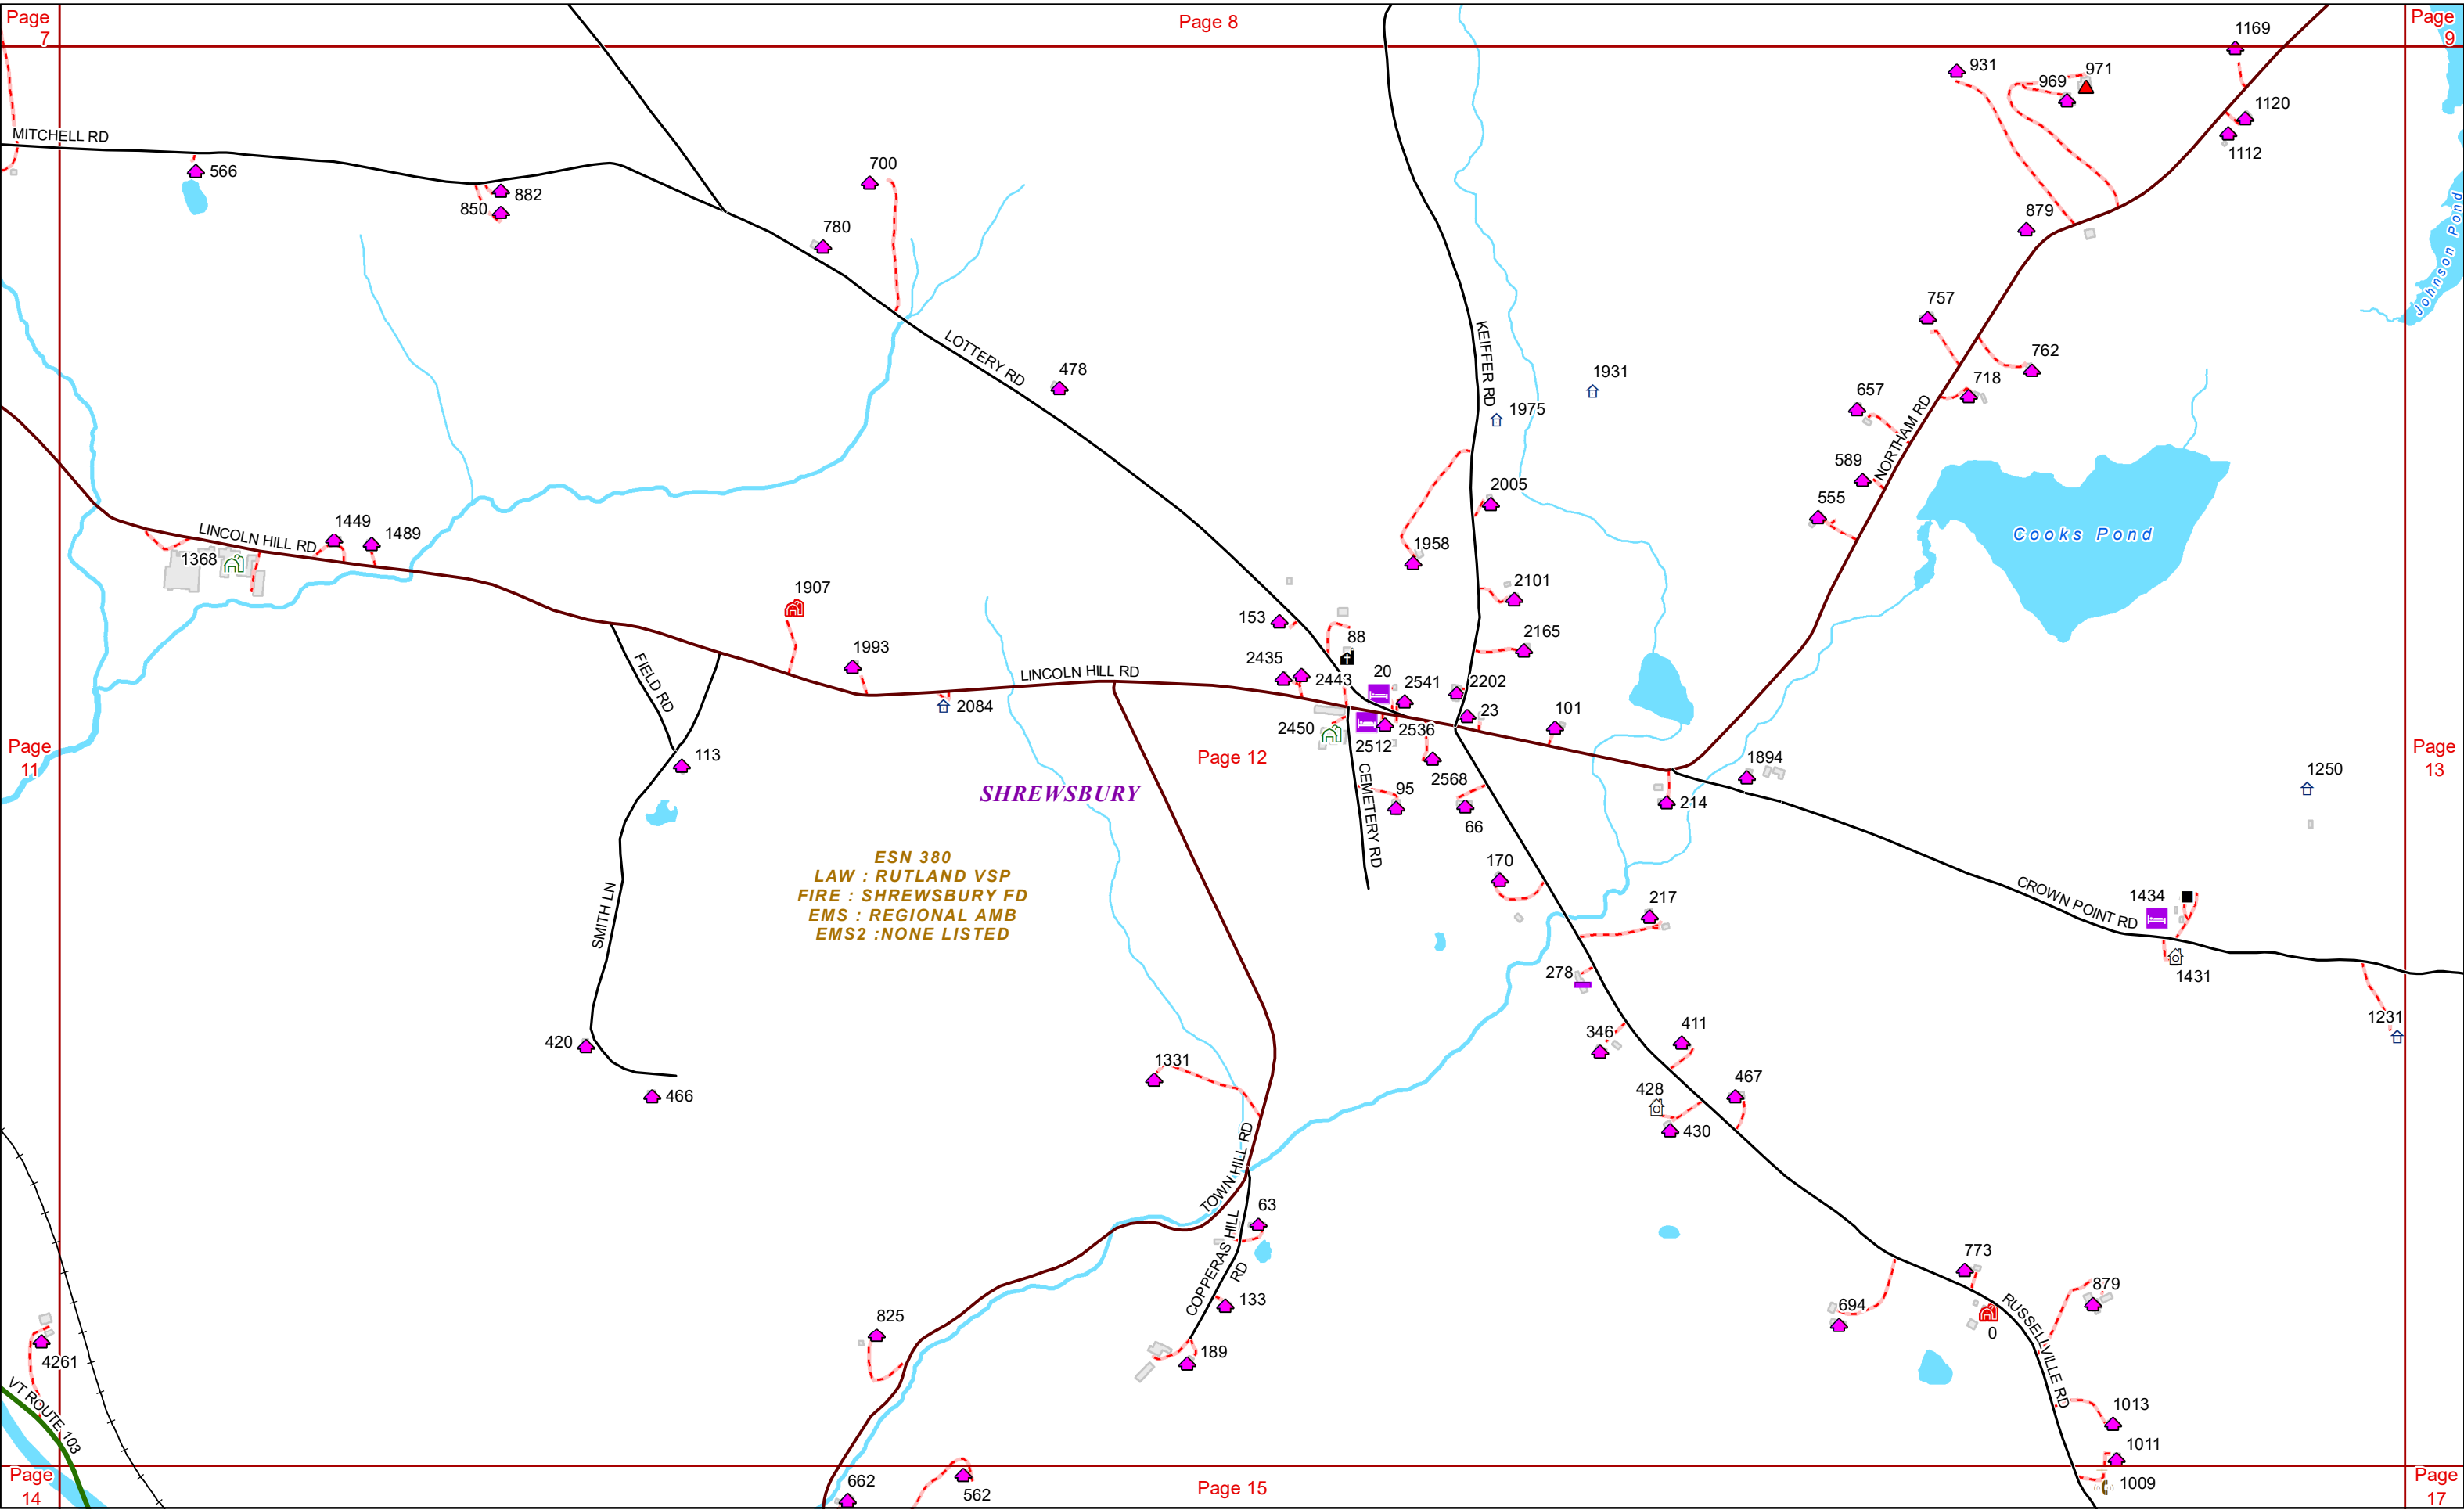 Page
7
Page 8
Page
9
1169
931
969
971
1120
1112
MITCHELL RD
566
882
850
700
780
879
Johnson Pond
757
762
718
657
NORTHAM RD
589
555
Cooks Pond
LOTTERY RD
478
KEIFFER RD
1931
1975
2005
1958
2101
2165
LINCOLN HILL RD
1449
1489
1368
1907
1993
FIELD RD
2084
LINCOLN HILL RD
153
88
2435
2443
20
2541
2202
23
101
2450
2512
2536
2568
Page
11
113
Page 12
SHREWSBURY
CEMETERY RD
95
66
214
1894
1250
Page
13
ESN 380
LAW : RUTLAND VSP
FIRE : SHREWSBURY FD
EMS : REGIONAL AMB
EMS2 :NONE LISTED
170
217
SMITH LN
278
CROWN POINT RD
1434
1431
1231
420
466
1331
346
411
428
430
467
TOWN HILL RD
63
COPPERAS HILL
RD
133
189
825
773
694
0
879
RUSSELLVILLE RD
1013
1011
1009
4261
VT ROUTE 103
Page
14
662
562
Page 15
Page
17